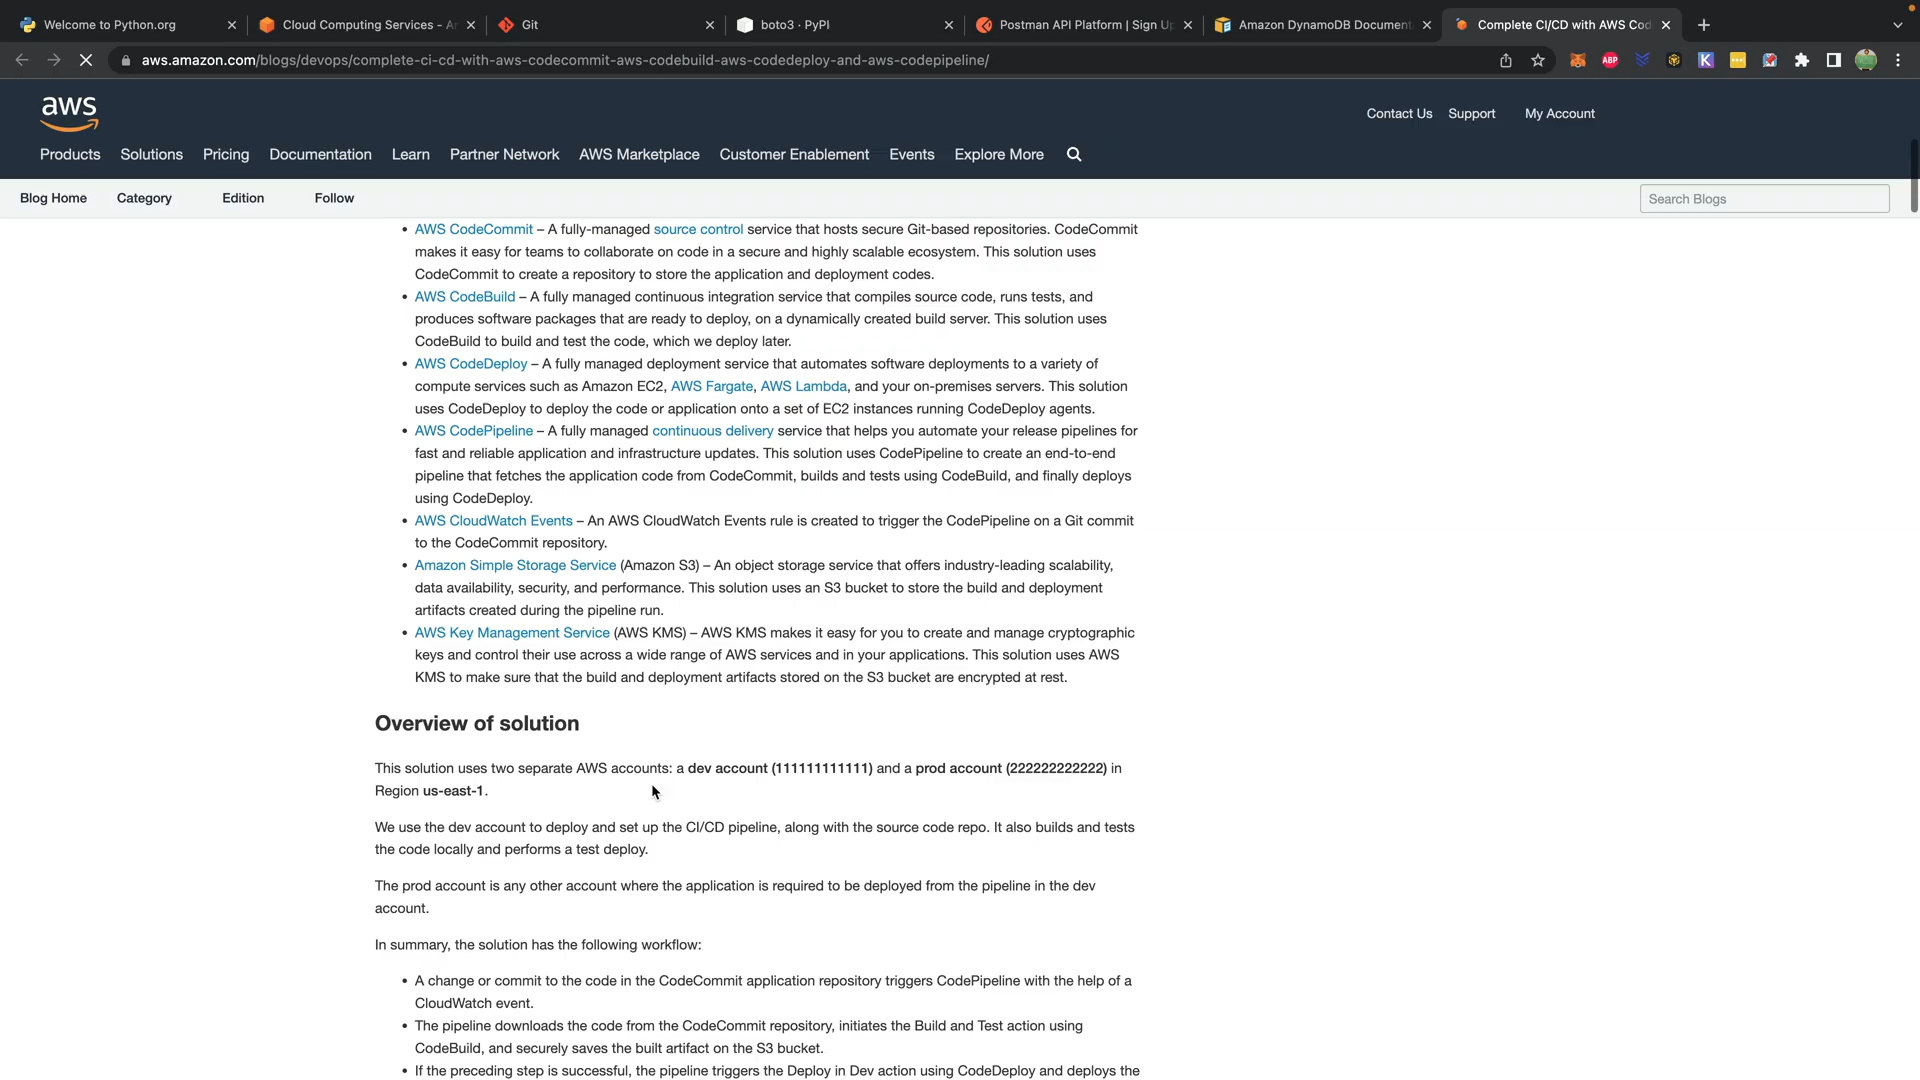 Welcome to Python.org
Cloud Computing Services - A
Git
boto3 · PyPI
Postman API Platform | Sign U
Amazon DynamoDB Document
Complete CI/CD with AWS Cod
aws.amazon.com/blogs/devops/complete-ci-cd-with-aws-codecommit-aws-codebuild-aws-codedeploy-and-aws-codepipeline/
ABP
K
aws
Contact Us Support My Account
Products Solutions Pricing Documentation Learn Partner Network AWS Marketplace Customer Enablement Events Explore More
Blog Home Category Edition Follow
Search Blogs
• AWS CodeCommit – A fully-managed source control service that hosts secure Git-based repositories. CodeCommit
makes it easy for teams to collaborate on code in a secure and highly scalable ecosystem. This solution uses
CodeCommit to create a repository to store the application and deployment codes.
• AWS CodeBuild – A fully managed continuous integration service that compiles source code, runs tests, and
produces software packages that are ready to deploy, on a dynamically created build server. This solution uses
CodeBuild to build and test the code, which we deploy later.
• AWS CodeDeploy – A fully managed deployment service that automates software deployments to a variety of
compute services such as Amazon EC2, AWS Fargate, AWS Lambda, and your on-premises servers. This solution
uses CodeDeploy to deploy the code or application onto a set of EC2 instances running CodeDeploy agents.
• AWS CodePipeline – A fully managed continuous delivery service that helps you automate your release pipelines for
fast and reliable application and infrastructure updates. This solution uses CodePipeline to create an end-to-end
pipeline that fetches the application code from CodeCommit, builds and tests using CodeBuild, and finally deploys
using CodeDeploy.
• AWS CloudWatch Events – An AWS CloudWatch Events rule is created to trigger the CodePipeline on a Git commit
to the CodeCommit repository.
• Amazon Simple Storage Service (Amazon S3) – An object storage service that offers industry-leading scalability,
data availability, security, and performance. This solution uses an S3 bucket to store the build and deployment
artifacts created during the pipeline run.
• AWS Key Management Service (AWS KMS) – AWS KMS makes it easy for you to create and manage cryptographic
keys and control their use across a wide range of AWS services and in your applications. This solution uses AWS
KMS to make sure that the build and deployment artifacts stored on the S3 bucket are encrypted at rest.
Overview of solution
This solution uses two separate AWS accounts: a dev account (111111111111) and a prod account (222222222222) in
Region us-east-1.
We use the dev account to deploy and set up the CI/CD pipeline, along with the source code repo. It also builds and tests
the code locally and performs a test deploy.
The prod account is any other account where the application is required to be deployed from the pipeline in the dev
account.
In summary, the solution has the following workflow:
• A change or commit to the code in the CodeCommit application repository triggers CodePipeline with the help of a
CloudWatch event.
• The pipeline downloads the code from the CodeCommit repository, initiates the Build and Test action using
CodeBuild, and securely saves the built artifact on the S3 bucket.
• If the preceding step is successful, the pipeline triggers the Deploy in Dev action using CodeDeploy and deploys the